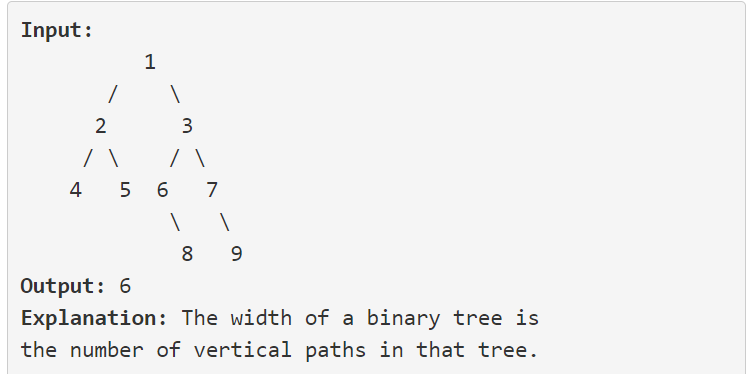 Input:
          1
       /    \
      2      3
     / \    / \
    4   5  6   7
            \   \
             8   9
Output: 6
Explanation: The width of a binary tree is
the number of vertical paths in that tree.